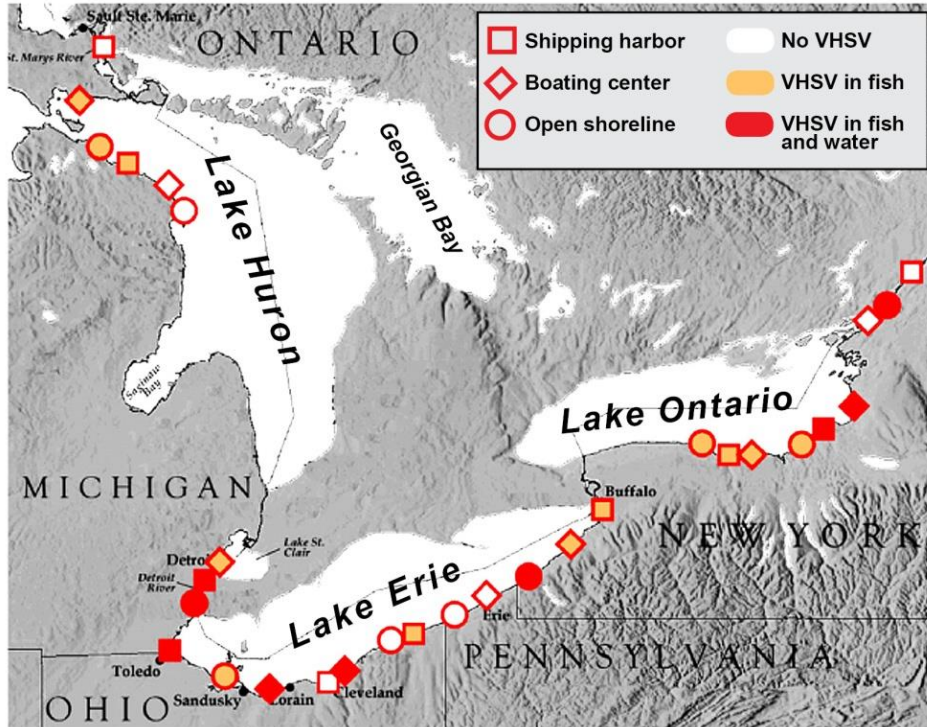 Sault Ste. Marie
ONTARIO
St. Marys River
Shipping harbor
Boating center
Open shoreline
No VHSV
VHSV in fish
VHSV in fish
and water
Georgian Bay
Lake Huron
Saginaw
Bay
Lake Ontario
MICHIGAN
Buffalo
NEW YORK
Lake St.
Clair
Detroit
Detroit
River
Lake Erie
Erie
PENNSYLVANIA
Toledo
Sandusky
Lorain
Cleveland
OHIO